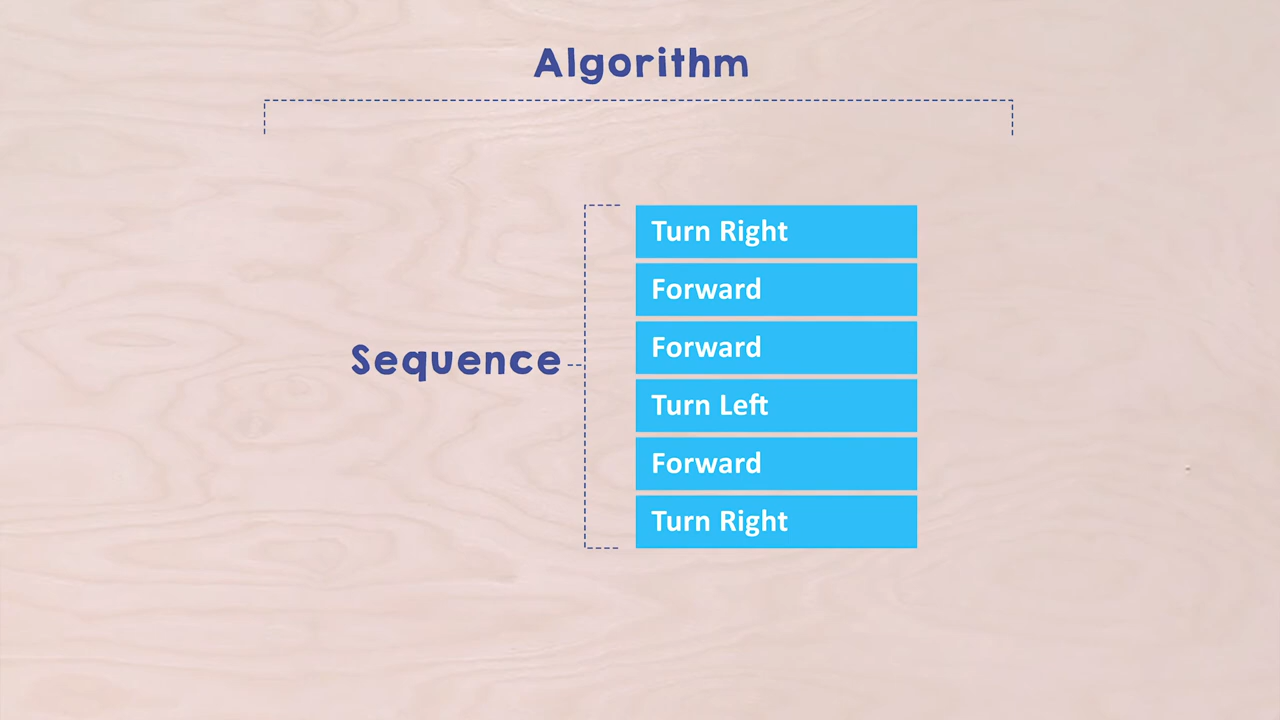 Algorithm
Sequence
Turn Right
Forward
Forward
Turn Left
Forward
Turn Right